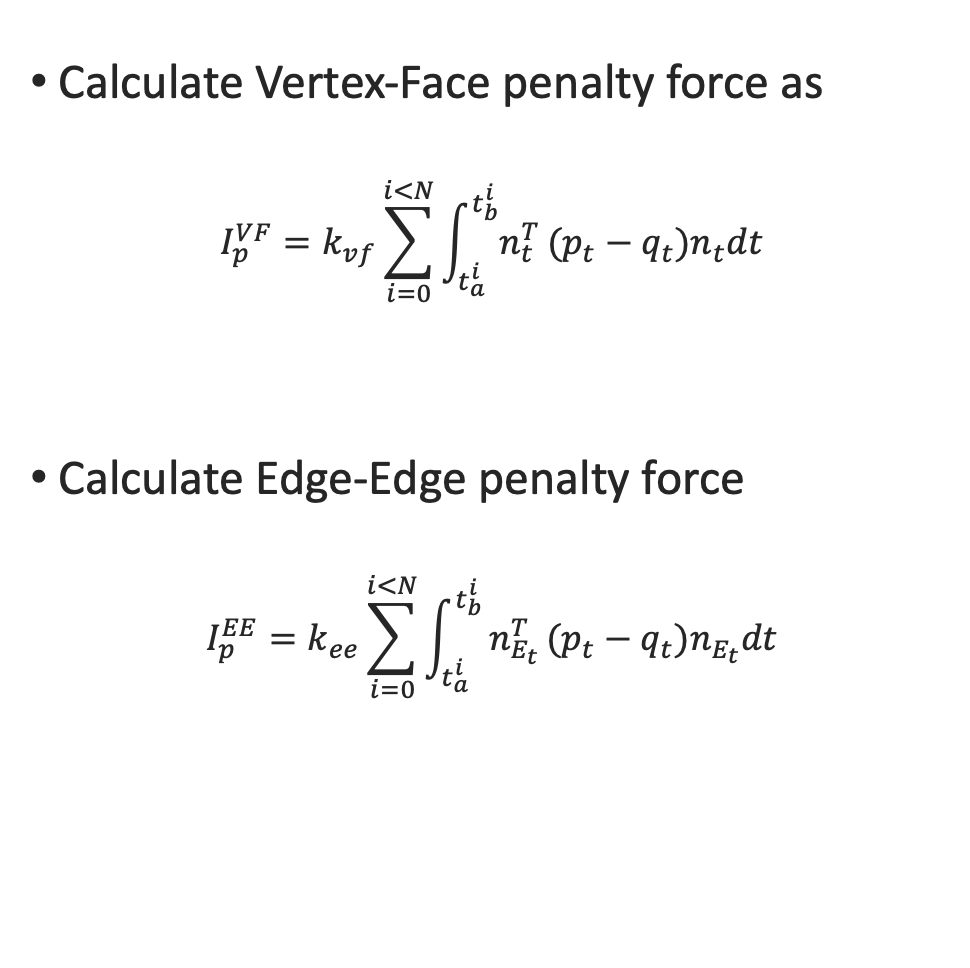 • Calculate Vertex-Face penalty force as
$I_p^{VF} = k_{vf} \sum_{i=0}^{i<N} \int_{t_a^i}^{t_b^i} n_t^T (p_t - q_t) n_t dt$
• Calculate Edge-Edge penalty force
$I_p^{EE} = k_{ee} \sum_{i=0}^{i<N} \int_{t_a^i}^{t_b^i} n_{E_t}^T (p_t - q_t) n_{E_t} dt$